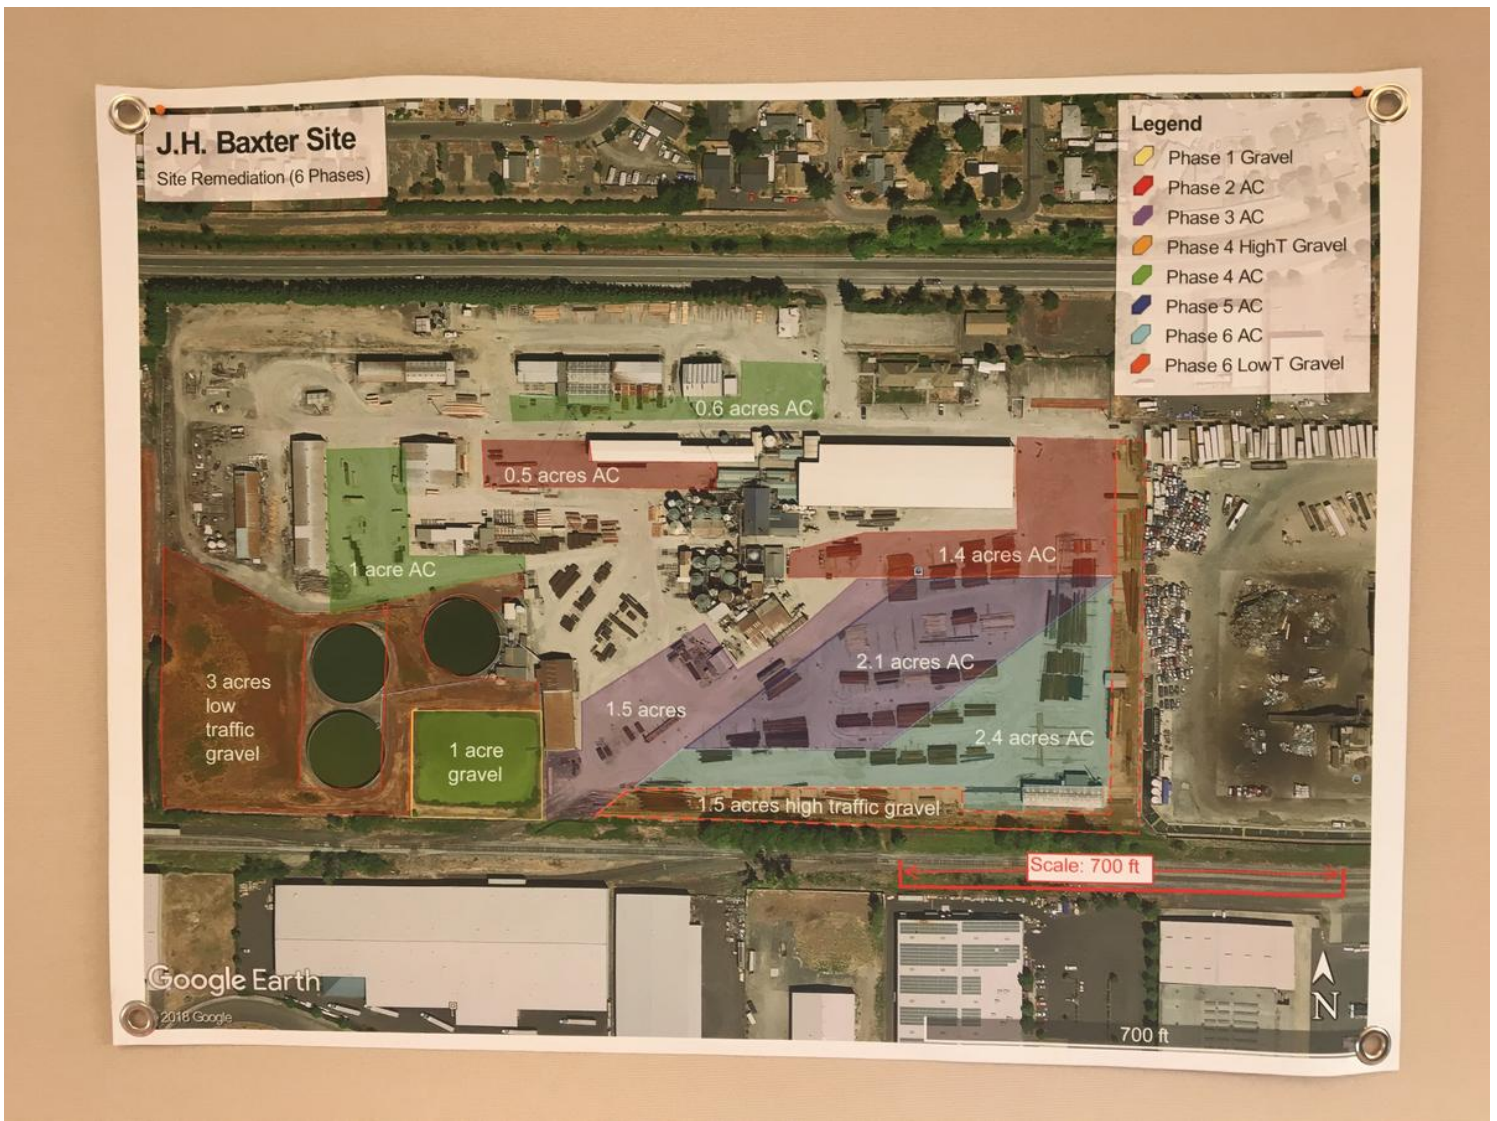 J.H. Baxter Site
Site Remediation (6 Phases)
Legend
Phase 1 Gravel
Phase 2 AC
Phase 3 AC
Phase 4 HighT Gravel
Phase 4 AC
Phase 5 AC
Phase 6 AC
Phase 6 LowT Gravel
0.6 acres AC
0.5 acres AC
1.4 acres AC
1 acre AC
2.1 acres AC
3 acres
low
traffic
gravel
1.5 acres
2.4 acres AC
1 acre
gravel
1.5 acres high traffic gravel
Scale: 700 ft
Google Earth
N
2018 Google
700 ft